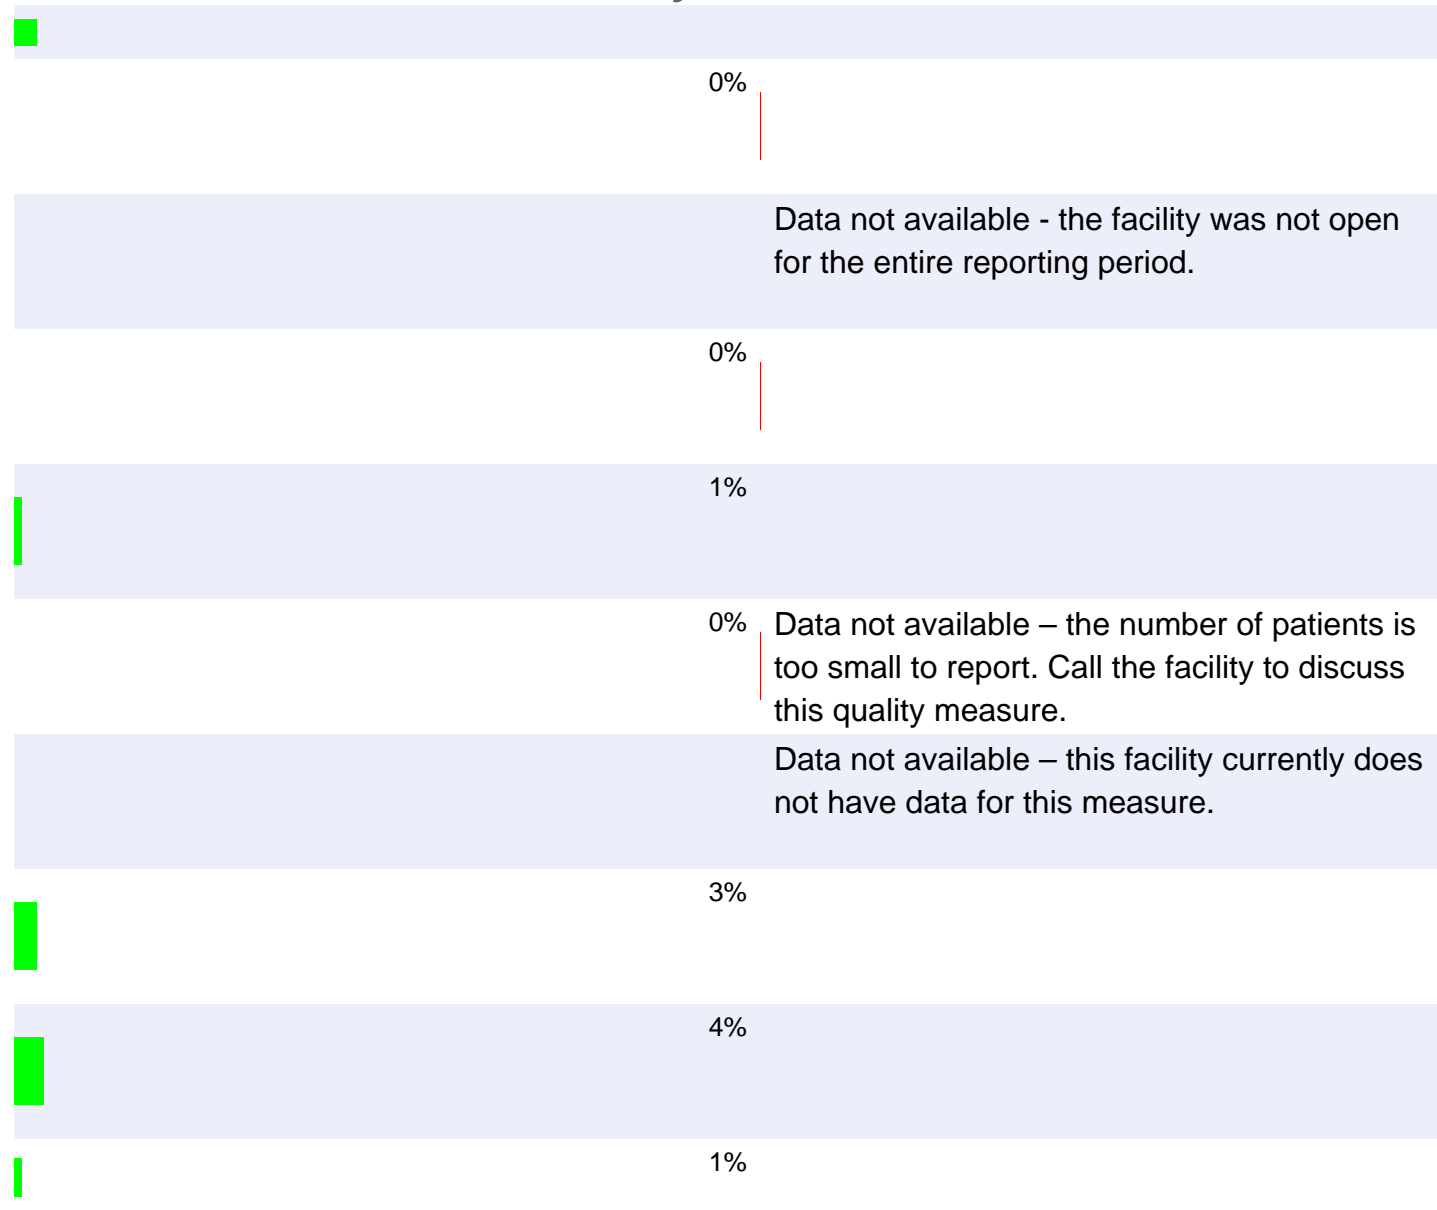 0%
Data not available - the facility was not open
for the entire reporting period.
0%
1%
0%
Data not available – the number of patients is
too small to report. Call the facility to discuss
this quality measure.
Data not available – this facility currently does
not have data for this measure.
3%
4%
1%